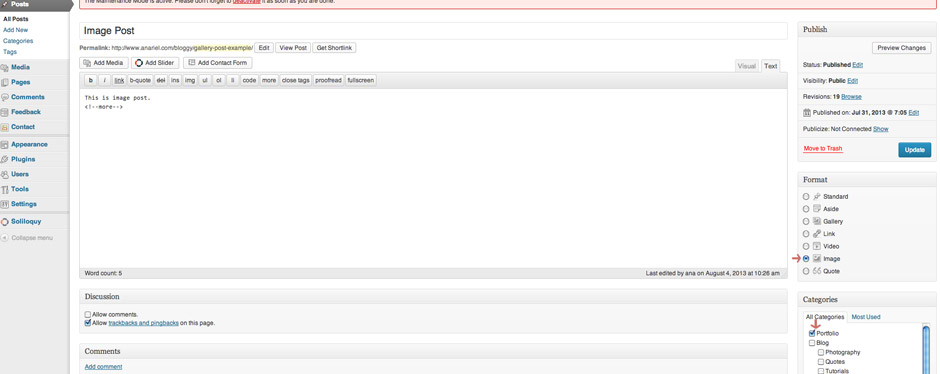 Posts
The Maintenance Mode is active. Please don't forget to deactivate it as soon as you are done.
All Posts
Add New
Categories
Tags
Media
Pages
Comments
Feedback
Contact
Appearance
Plugins
Users
Tools
Settings
Soliloquy
Collapse menu
Image Post
Permalink: http://www.anariel.com/bloggy/gallery-post-example/ Edit View Post Get Shortlink
Add Media Add Slider Add Contact Form
Visual Text
b i link b-quote del ins img ul ol li code more close tags proofread fullscreen
This is image post.
<!--more-->
Word count: 5 Last edited by ana on August 4, 2013 at 10:26 am
Discussion
Allow comments.
Allow trackbacks and pingbacks on this page.
Comments
Add comment
Publish
Preview Changes
Status: Published Edit
Visibility: Public Edit
Revisions: 19 Browse
Published on: Jul 31, 2013 @ 7:05 Edit
Publicize: Not Connected Show
Move to Trash Update
Format
Standard
Aside
Gallery
Link
Video
Image
Quote
Categories
All Categories Most Used
Portfolio
Blog
Photography
Quotes
Tutorials